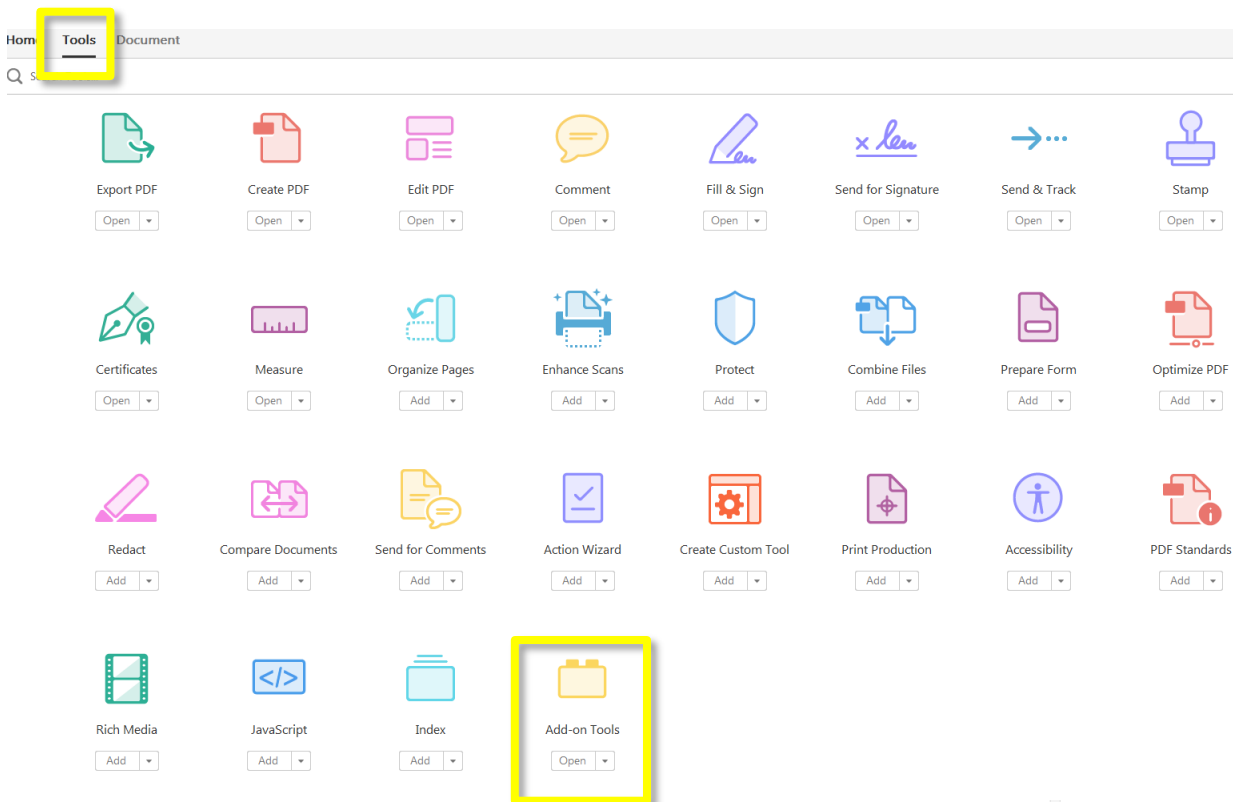 Home Tools Document
Export PDF Create PDF Edit PDF Comment Fill & Sign Send for Signature Send & Track Stamp
Open Open Open Open Open Open Open Open
Certificates Measure Organize Pages Enhance Scans Protect Combine Files Prepare Form Optimize PDF
Open Open Add Add Add Add Add Add
Redact Compare Documents Send for Comments Action Wizard Create Custom Tool Print Production Accessibility PDF Standards
Add Add Add Add Add Add Add Add
Rich Media JavaScript Index Add-on Tools
Add Add Add Open